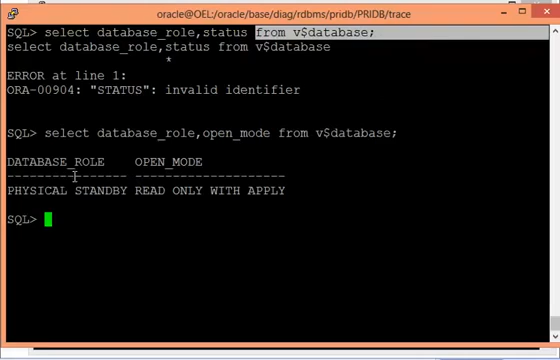 oracle@OEL:/oracle/base/diag/rdbms/pridb/PRIDB/trace
SQL> select database_role,status from v$database;
select database_role,status from v$database
*
ERROR at line 1:
ORA-00904: "STATUS": invalid identifier
SQL> select database_role,open_mode from v$database;
DATABASE_ROLE    OPEN_MODE
---------------- --------------------
PHYSICAL STANDBY READ ONLY WITH APPLY
SQL>